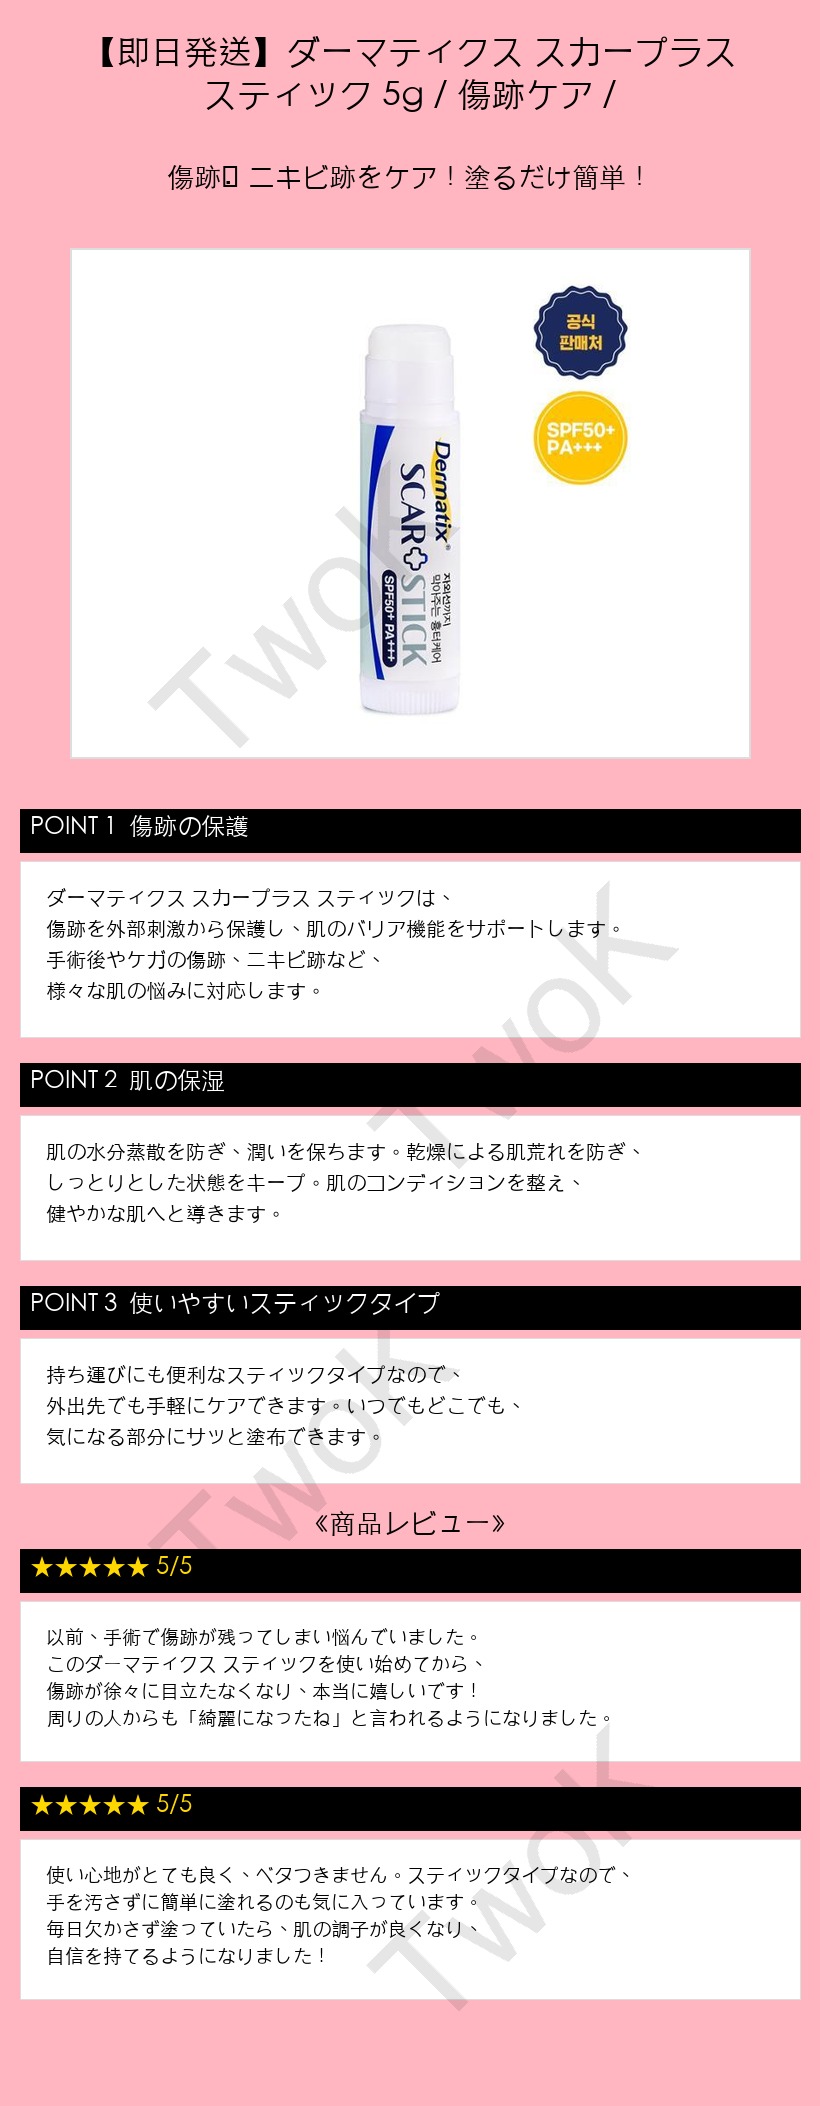 【即日発送】ダーマティクス スカープラス
スティック 5g / 傷跡ケア /
傷跡 ニキビ跡をケア！塗るだけ簡単！
공식
판매처
SPF50+
PA+++
Dermatix®
SCAR+STICK
자외선까지
막아주는 흉터케어
SPF50+ PA+++
TwoK
POINT 1 傷跡の保護
ダーマティクス スカープラス スティックは、
傷跡を外部刺激から保護し、肌のバリア機能をサポートします。
手術後やケガの傷跡、ニキビ跡など、
様々な肌の悩みに対応します。
TwoK
POINT 2 肌の保湿
肌の水分蒸散を防ぎ、潤いを保ちます。乾燥による肌荒れを防ぎ、
しっとりとした状態をキープ。肌のコンディションを整え、
健やかな肌へと導きます。
POINT 3 使いやすいスティックタイプ
持ち運びにも便利なスティックタイプなので、
外出先でも手軽にケアできます。いつでもどこでも、
気になる部分にサッと塗布できます。
TwoK
《商品レビュー》
★★★★★ 5/5
以前、手術で傷跡が残ってしまい悩んでいました。
このダーマティクス スティックを使い始めてから、
傷跡が徐々に目立たなくなり、本当に嬉しいです！
周りの人からも「綺麗になったね」と言われるようになりました。
★★★★★ 5/5
使い心地がとても良く、ベタつきません。スティックタイプなので、
手を汚さずに簡単に塗れるのも気に入っています。
毎日欠かさず塗っていたら、肌の調子が良くなり、
自信を持てるようになりました！
TwoK